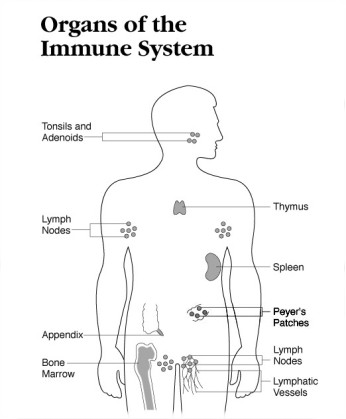 Organs of the
Immune System
Tonsils and
Adenoids
Thymus
Lymph
Nodes
Spleen
Peyer's
Patches
Appendix
Bone
Marrow
Lymph
Nodes
Lymphatic
Vessels